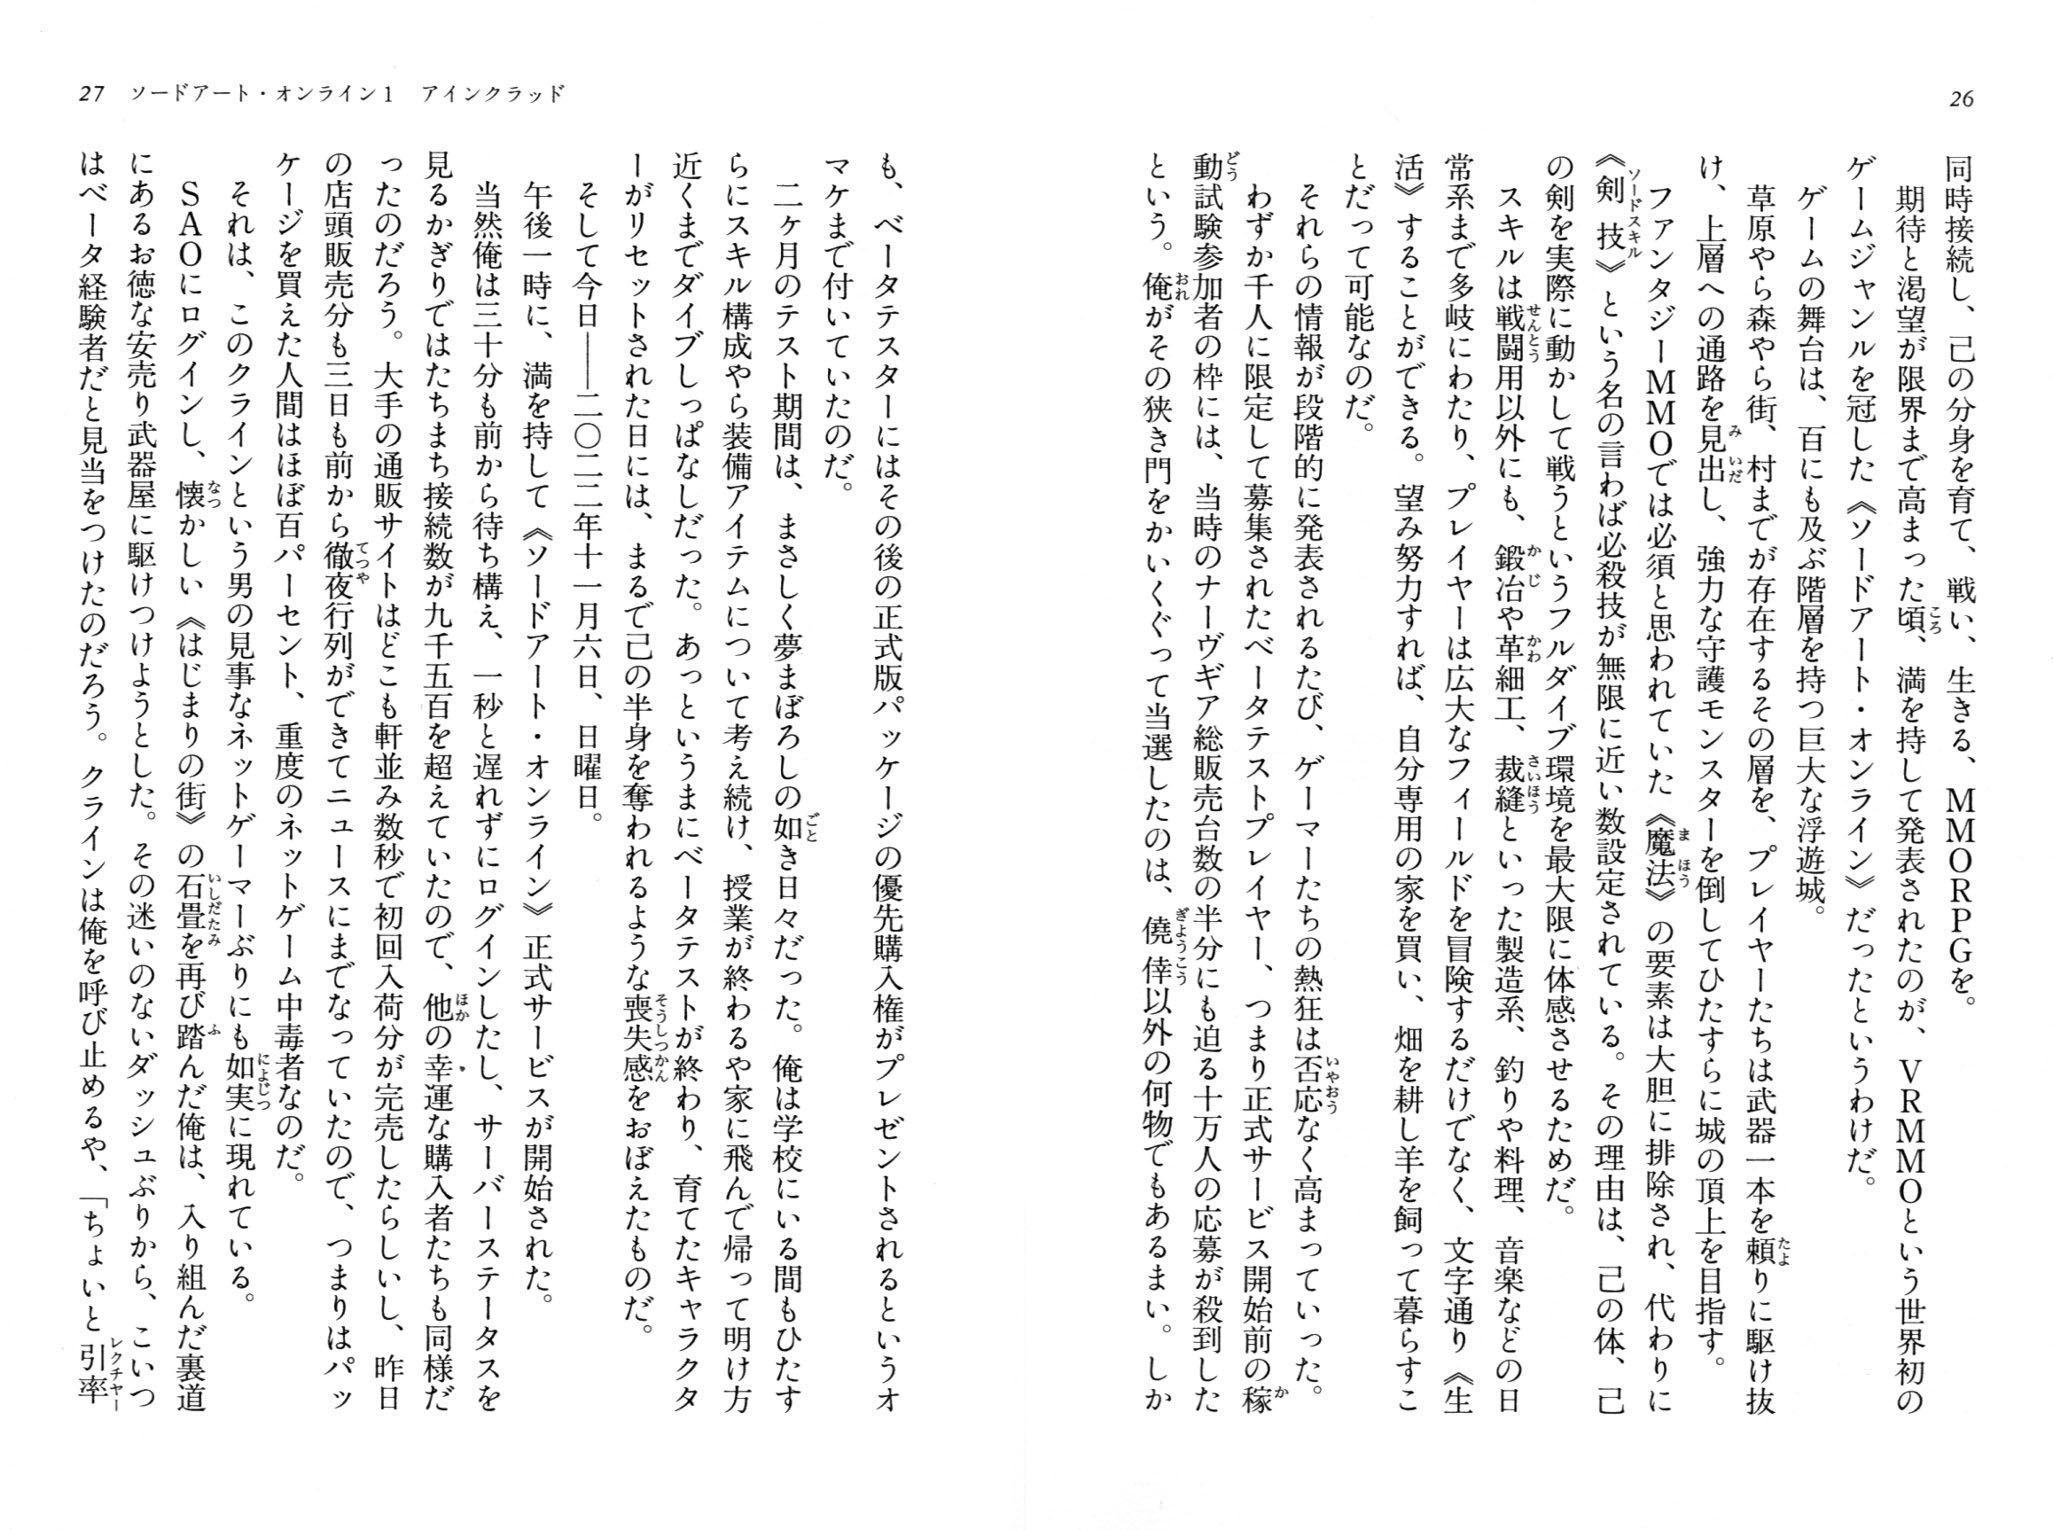 26
同時接続し、己の分身を育て、戦い、生きる、ＭＭＯＲＰＧを。
期待と渇望が限界まで高まった頃、満を持して発表されたのが、ＶＲＭＭＯという世界初の
ゲームジャンルを冠した《ソードアート・オンライン》だったというわけだ。
ゲームの舞台は、百にも及ぶ階層を持つ巨大な浮遊城。
草原やら森やら街、村までが存在するその層を、プレイヤーたちは武器一本を頼りに駆け抜
け、上層への通路を見出し、強力な守護モンスターを倒してひたすらに城の頂上を目指す。
ファンタジーＭＭＯでは必須と思われていた《魔法》の要素は大胆に排除され、代わりに
《剣技》という名の言わば必殺技が無限に近い数設定されている。その理由は、己の体、己
の剣を実際に動かして戦うというフルダイブ環境を最大限に体感させるためだ。
スキルは戦闘用以外にも、鍛冶や革細工、裁縫といった製造系、釣りや料理、音楽などの日
常系まで多岐にわたり、プレイヤーは広大なフィールドを冒険するだけでなく、文字通り《生
活》することができる。望み努力すれば、自分専用の家を買い、畑を耕し羊を飼って暮らすこ
とだって可能なのだ。
それらの情報が段階的に発表されるたび、ゲーマーたちの熱狂は否応なく高まっていった。
わずか千人に限定して募集されたベータテストプレイヤー、つまり正式サービス開始前の稼
動試験参加者の枠には、当時のナーヴギア総販売台数の半分にも迫る十万人の応募が殺到した
という。俺がその狭き門をかいくぐって当選したのは、僥倖以外の何物でもあるまい。しか
27 ソードアート・オンライン1 アインクラッド
も、ベータテスターにはその後の正式版パッケージの優先購入権がプレゼントされるというオ
マケまで付いていたのだ。
二ヶ月のテスト期間は、まさしく夢まぼろしの如き日々だった。俺は学校にいる間もひたす
らにスキル構成やら装備アイテムについて考え続け、授業が終わるや家に飛んで帰って明け方
近くまでダイブしっぱなしだった。あっというまにベータテストが終わり、育てたキャラクタ
ーがリセットされた日には、まるで己の半身を奪われるような喪失感をおぼえたものだ。
そして今日――二〇二二年十一月六日、日曜日。
午後一時に、満を持して《ソードアート・オンライン》正式サービスが開始された。
当然俺は三十分も前から待ち構え、一秒と遅れずにログインしたし、サーバーステータスを
見るかぎりではたちまち接続数が九千五百を超えていたので、他の幸運な購入者たちも同様だ
ったのだろう。大手の通販サイトはどこも軒並み数秒で初回入荷分が完売したらしいし、昨日
の店頭販売分も三日も前から徹夜行列ができてニュースにまでなっていたので、つまりはパッ
ケージを買えた人間はほぼ百パーセント、重度のネットゲーム中毒者なのだ。
それは、このクラインという男の見事なネットゲーマーぶりにも如実に現れている。
ＳＡＯにログインし、懐かしい《はじまりの街》の石畳を再び踏んだ俺は、入り組んだ裏道
にあるお徳な安売り武器屋に駆けつけようとした。その迷いのないダッシュぶりから、こいつ
はベータ経験者だと見当をつけたのだろう。クラインは俺を呼び止めるや、「ちょいと引率